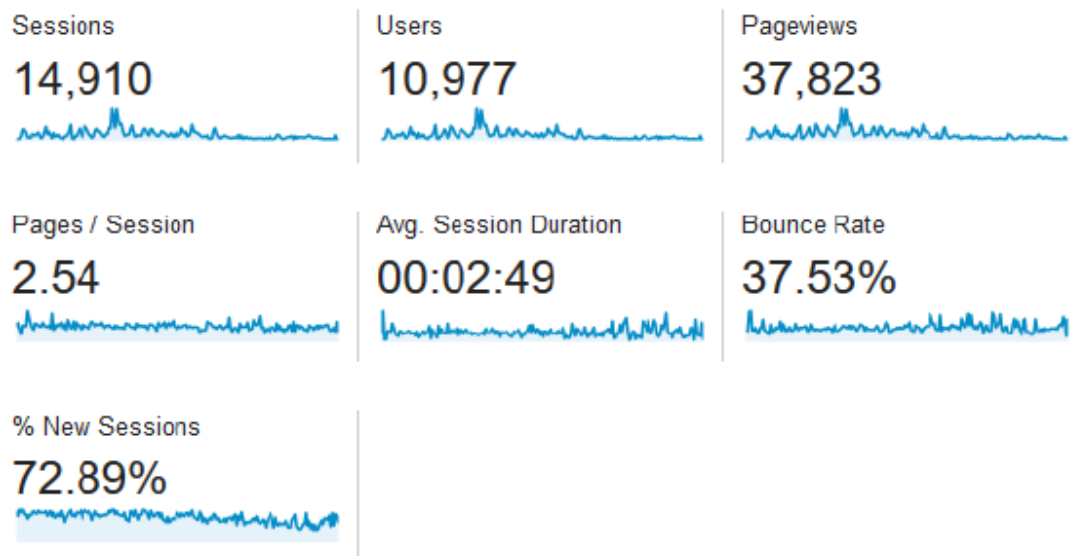 Sessions
14,910
Users
10,977
Pageviews
37,823
Pages / Session
2.54
Avg. Session Duration
00:02:49
Bounce Rate
37.53%
% New Sessions
72.89%